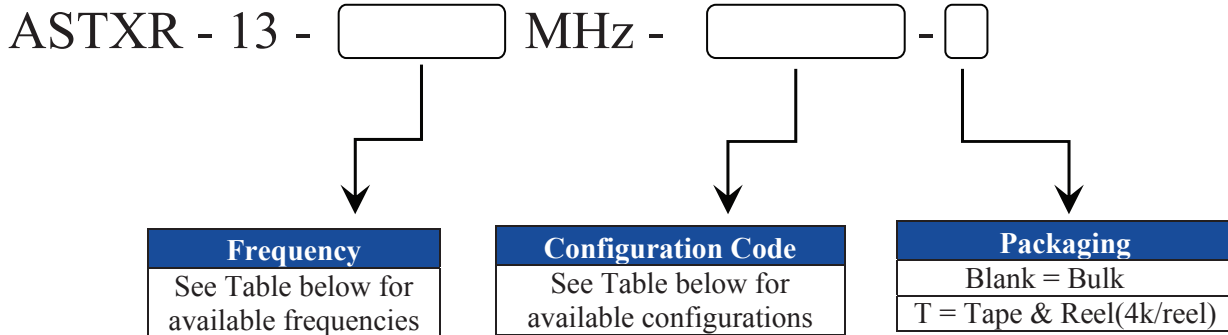 ASTXR - 13 - MHz - -
Frequency
See Table below for
available frequencies
Configuration Code
See Table below for
available configurations
Packaging
Blank = Bulk
T = Tape & Reel(4k/reel)